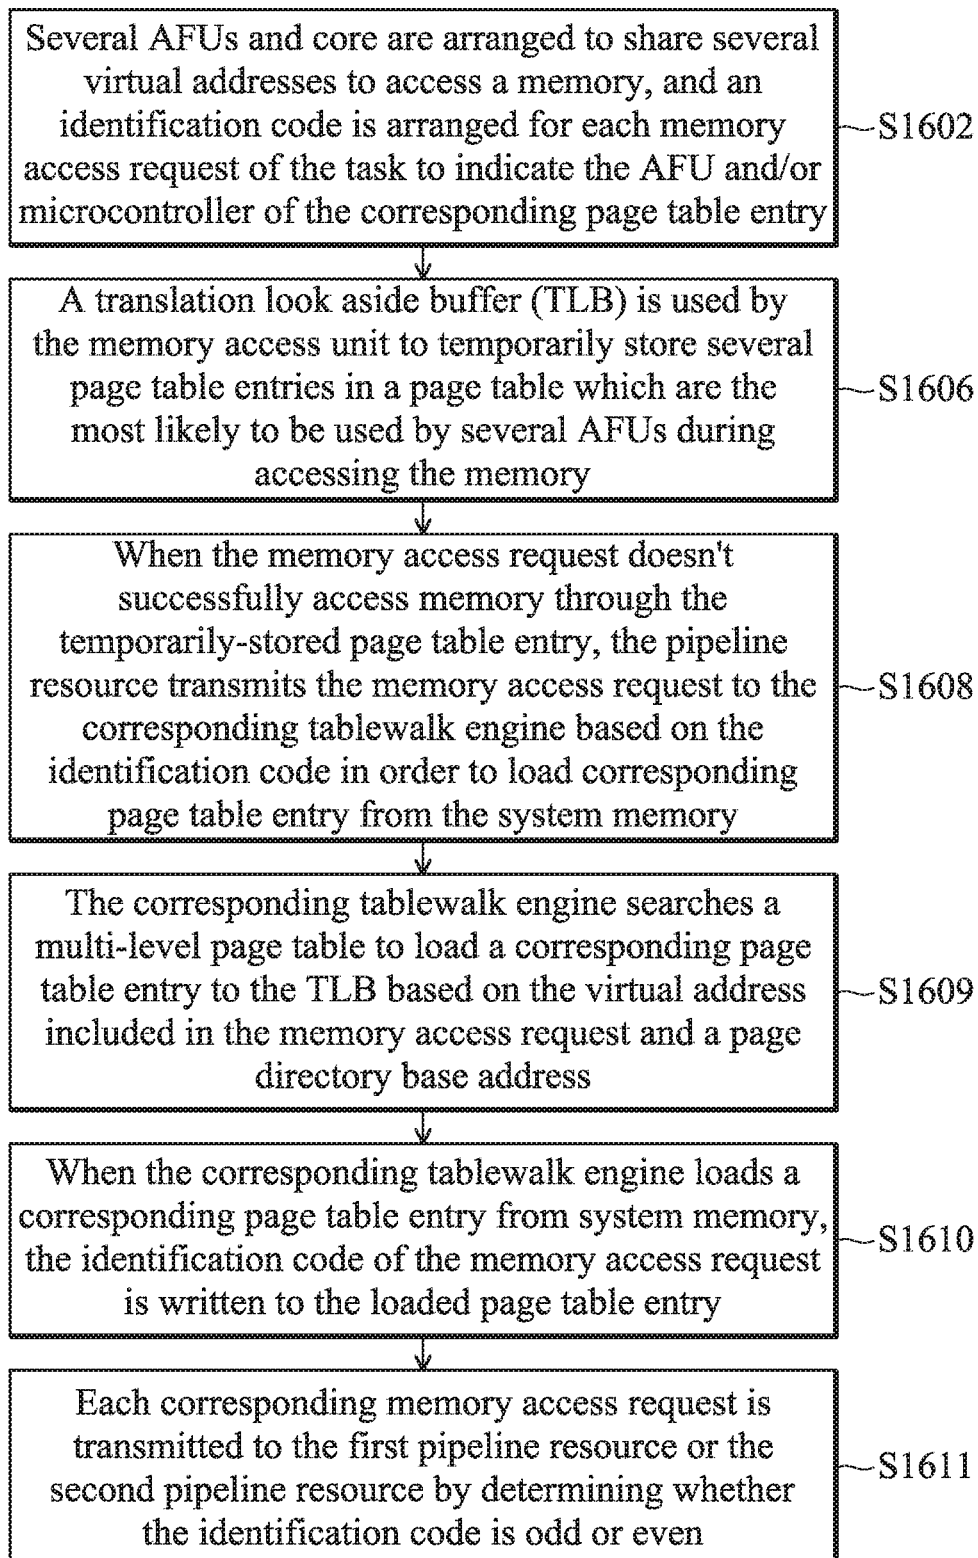 Several AFUs and core are arranged to share several
virtual addresses to access a memory, and an
identification code is arranged for each memory
access request of the task to indicate the AFU and/or
microcontroller of the corresponding page table entry
S1602
A translation look aside buffer (TLB) is used by
the memory access unit to temporarily store several
page table entries in a page table which are the
most likely to be used by several AFUs during
accessing the memory
S1606
When the memory access request doesn't
successfully access memory through the
temporarily-stored page table entry, the pipeline
resource transmits the memory access request to the
corresponding tablewalk engine based on the
identification code in order to load corresponding
page table entry from the system memory
S1608
The corresponding tablewalk engine searches a
multi-level page table to load a corresponding page
table entry to the TLB based on the virtual address
included in the memory access request and a page
directory base address
S1609
When the corresponding tablewalk engine loads a
corresponding page table entry from system memory,
the identification code of the memory access request
is written to the loaded page table entry
S1610
Each corresponding memory access request is
transmitted to the first pipeline resource or the
second pipeline resource by determining whether
the identification code is odd or even
S1611